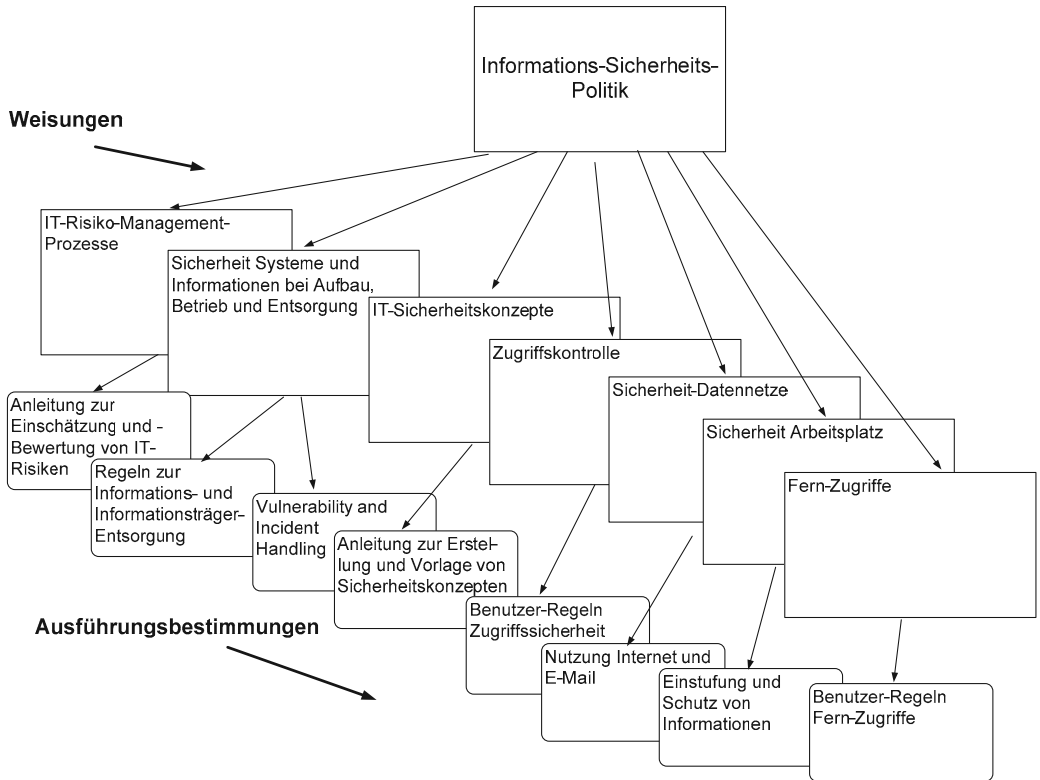 Informations-Sicherheits-
Politik
Weisungen
IT-Risiko-Management-
Prozesse
Sicherheit Systeme und
Informationen bei Aufbau,
Betrieb und Entsorgung
IT-Sicherheitskonzepte
Zugriffskontrolle
Sicherheit-Datennetze
Sicherheit Arbeitsplatz
Fern-Zugriffe
Anleitung zur
Einschätzung und -
Bewertung von IT-
Risiken
Regeln zur
Informations- und
Informationsträger-
Entsorgung
Vulnerability and
Incident
Handling
Anleitung zur Erstel-
lung und Vorlage von
Sicherheitskonzepten
Ausführungsbestimmungen
Benutzer-Regeln
Zugriffssicherheit
Nutzung Internet und
E-Mail
Einstufung und
Schutz von
Informationen
Benutzer-Regeln
Fern-Zugriffe